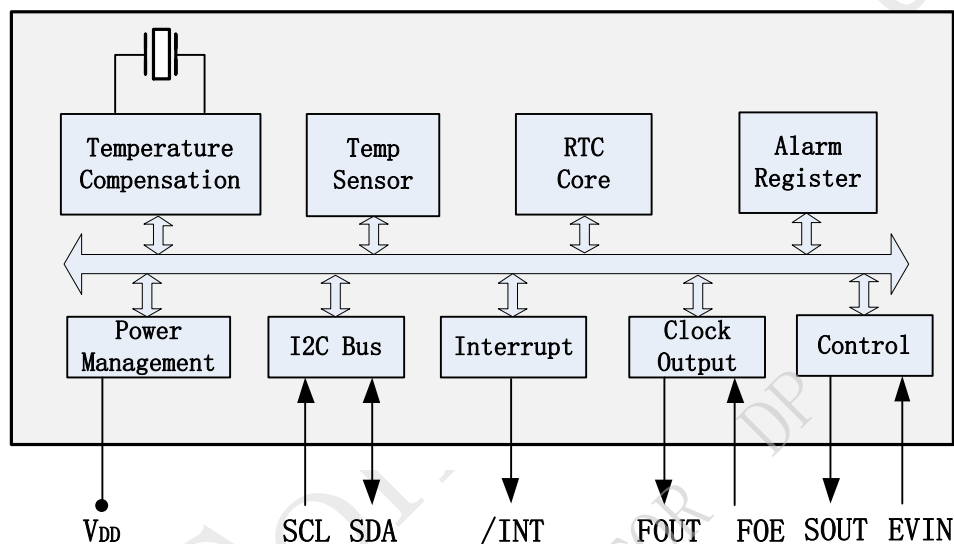 Temperature
Compensation
Temp
Sensor
RTC
Core
Alarm
Register
Power
Management
I2C Bus
Interrupt
Clock
Output
Control
VDD
SCL
SDA
/INT
FOUT
FOE
SOUT
EVIN
DP